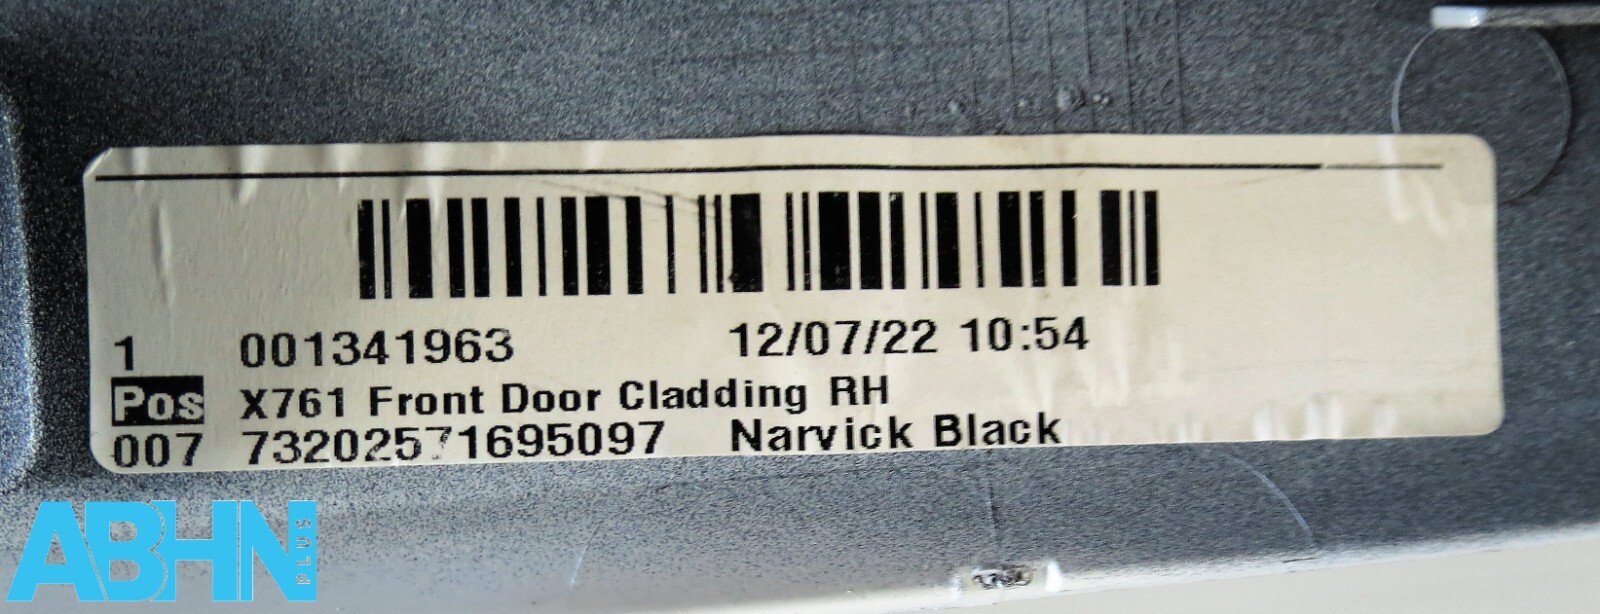 1 001341963 12/07/22 10:54
Pos X761 Front Door Cladding RH
007 73202571695097 Narvick Black
ABHN PLUS